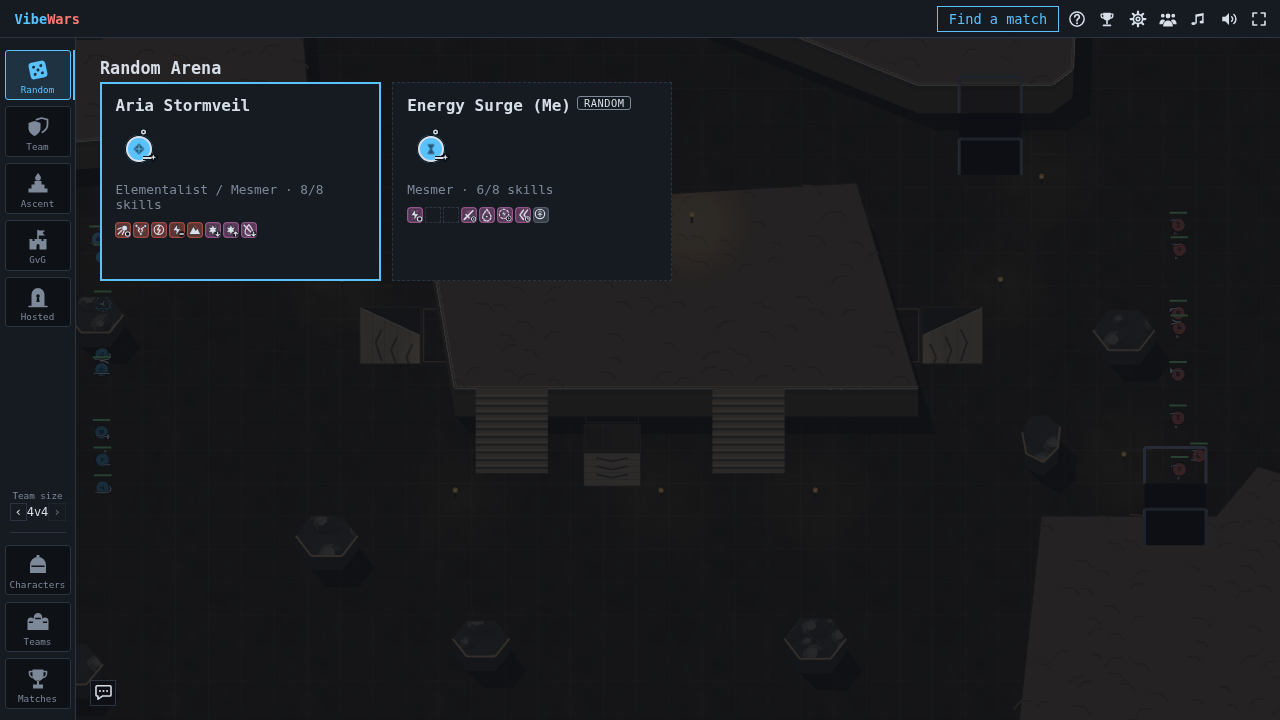 VibeWars
Find a match
Random
Team
Ascent
GvG
Hosted
Team size
‹ 4v4 ›
Characters
Teams
Matches
Random Arena
Aria Stormveil
Elementalist / Mesmer · 8/8
skills
Energy Surge (Me) RANDOM
Mesmer · 6/8 skills